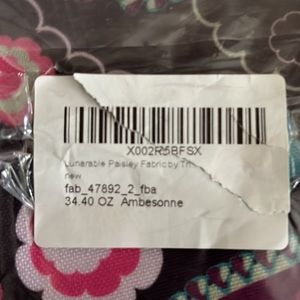 X002R5BFSX
Lunarable Paisley Fabric by Th
new
fab_47892_2_fba
34.40 OZ Ambesonne